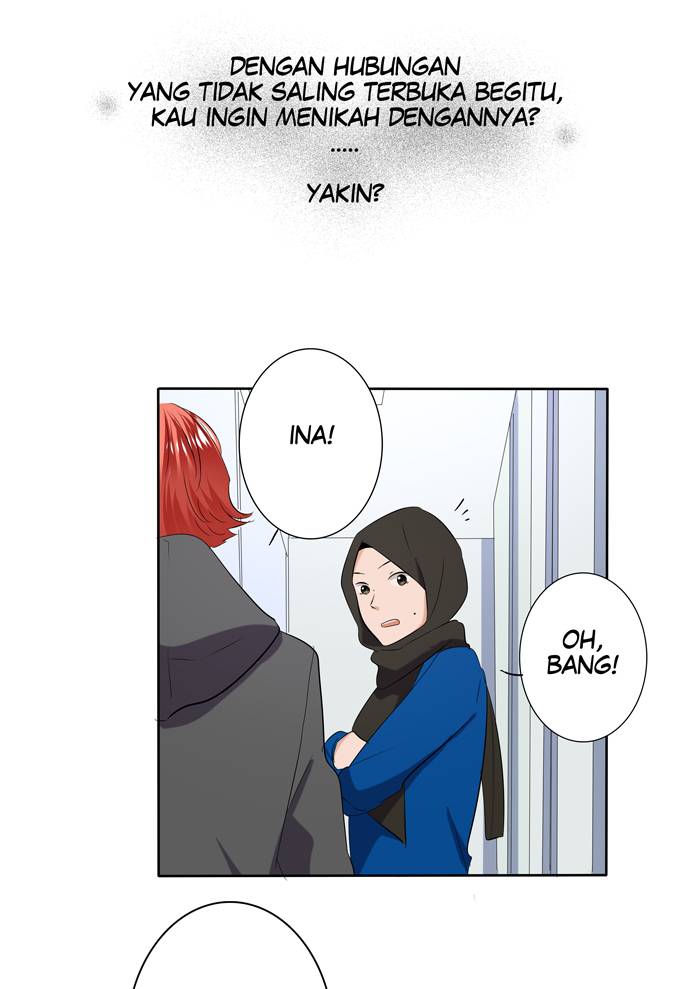 DENGAN HUBUNGAN
YANG TIDAK SALING TERBUKA BEGITU,
KAU INGIN MENIKAH DENGANNYA?
.....
YAKIN?
INA!
OH,
BANG!